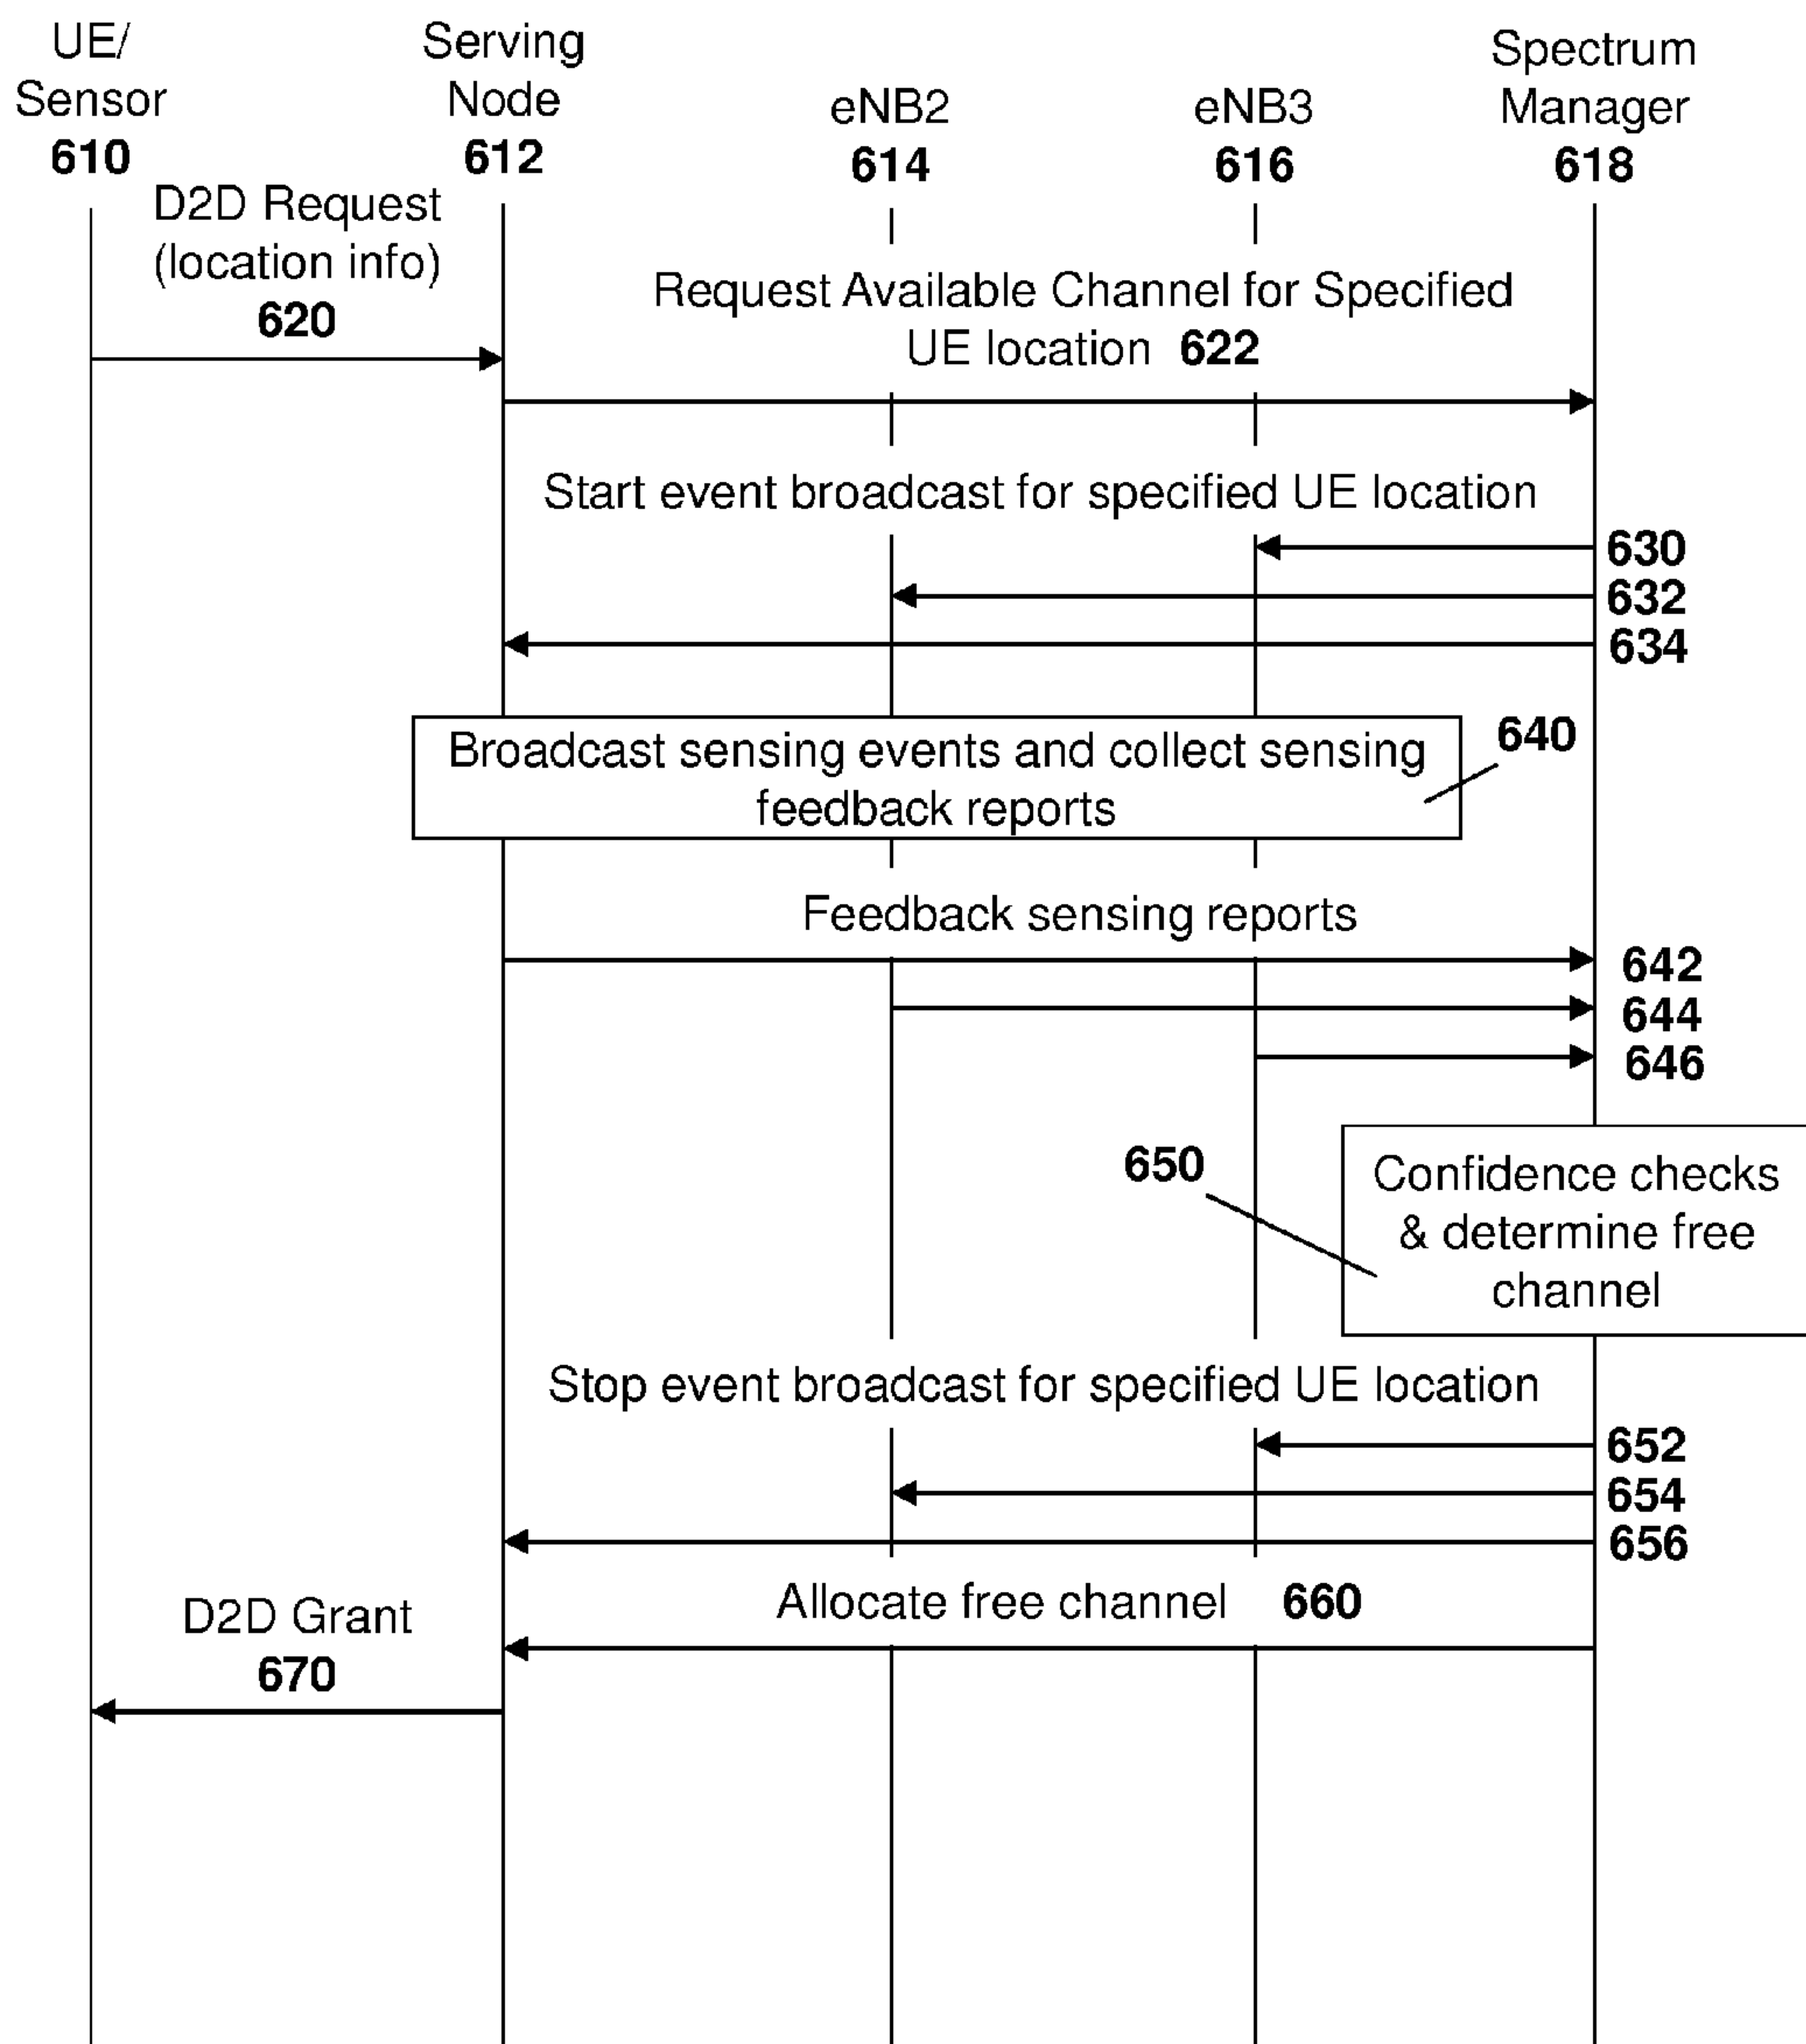 UE/
Sensor
610
Serving
Node
612
eNB2
614
eNB3
616
Spectrum
Manager
618
D2D Request
(location info)
620
Request Available Channel for Specified
UE location 622
Start event broadcast for specified UE location
630
632
634
Broadcast sensing events and collect sensing
feedback reports
640
Feedback sensing reports
642
644
646
650
Confidence checks
& determine free
channel
Stop event broadcast for specified UE location
652
654
656
Allocate free channel 660
D2D Grant
670